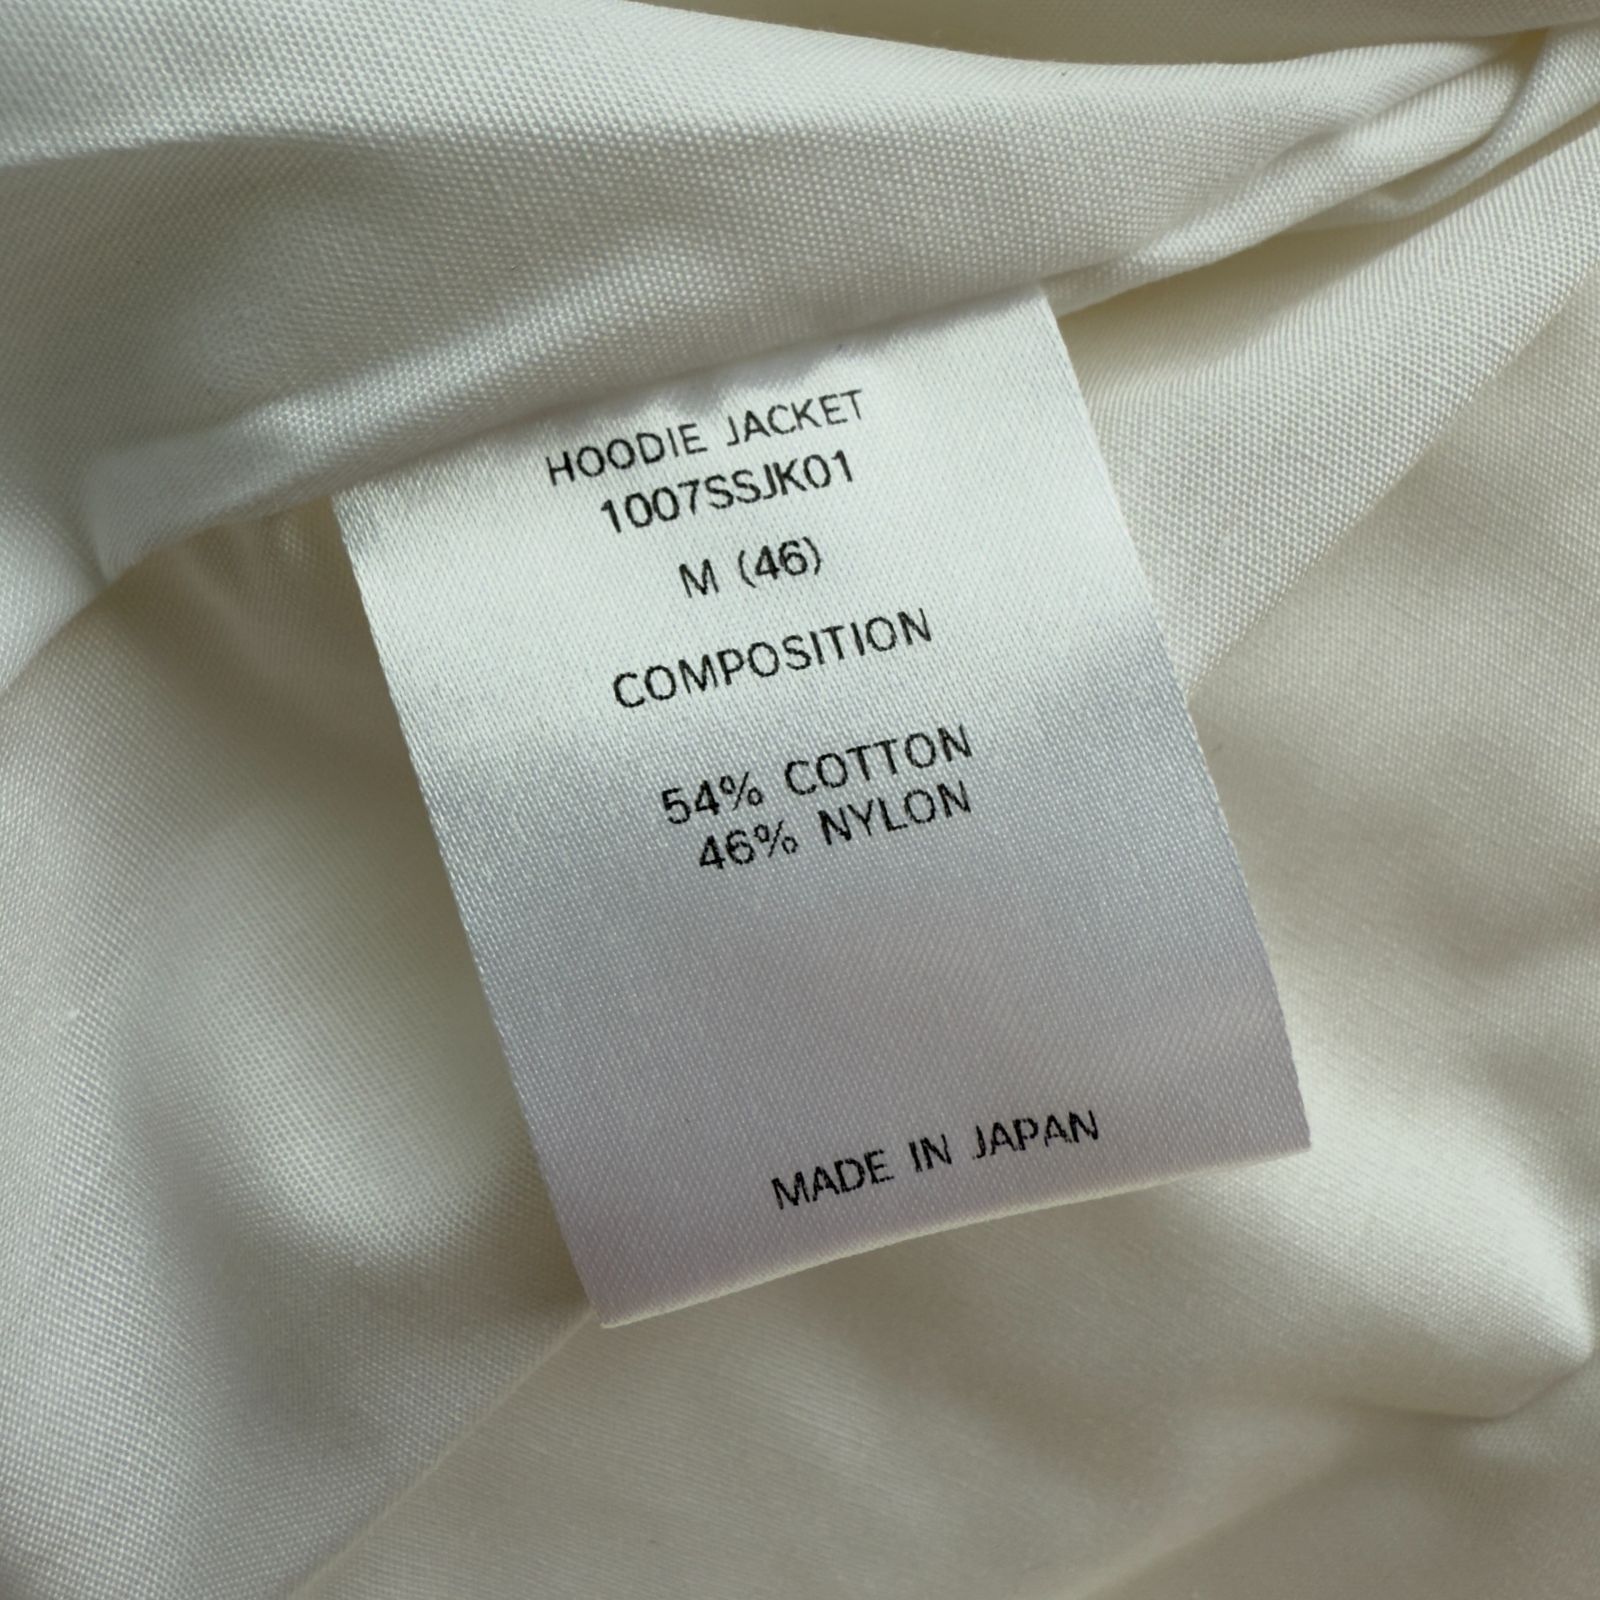 HOODIE JACKET
1007SSJK01
M (46)
COMPOSITION
54% COTTON
46% NYLON
MADE IN JAPAN